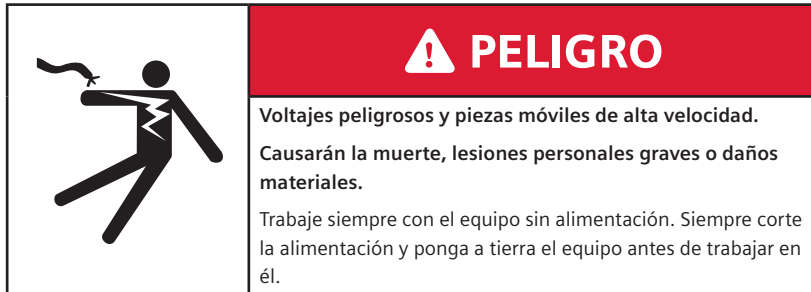 PELIGRO
Voltajes peligrosos y piezas móviles de alta velocidad.
Causarán la muerte, lesiones personales graves o daños
materiales.
Trabaje siempre con el equipo sin alimentación. Siempre corte
la alimentación y ponga a tierra el equipo antes de trabajar en
él.